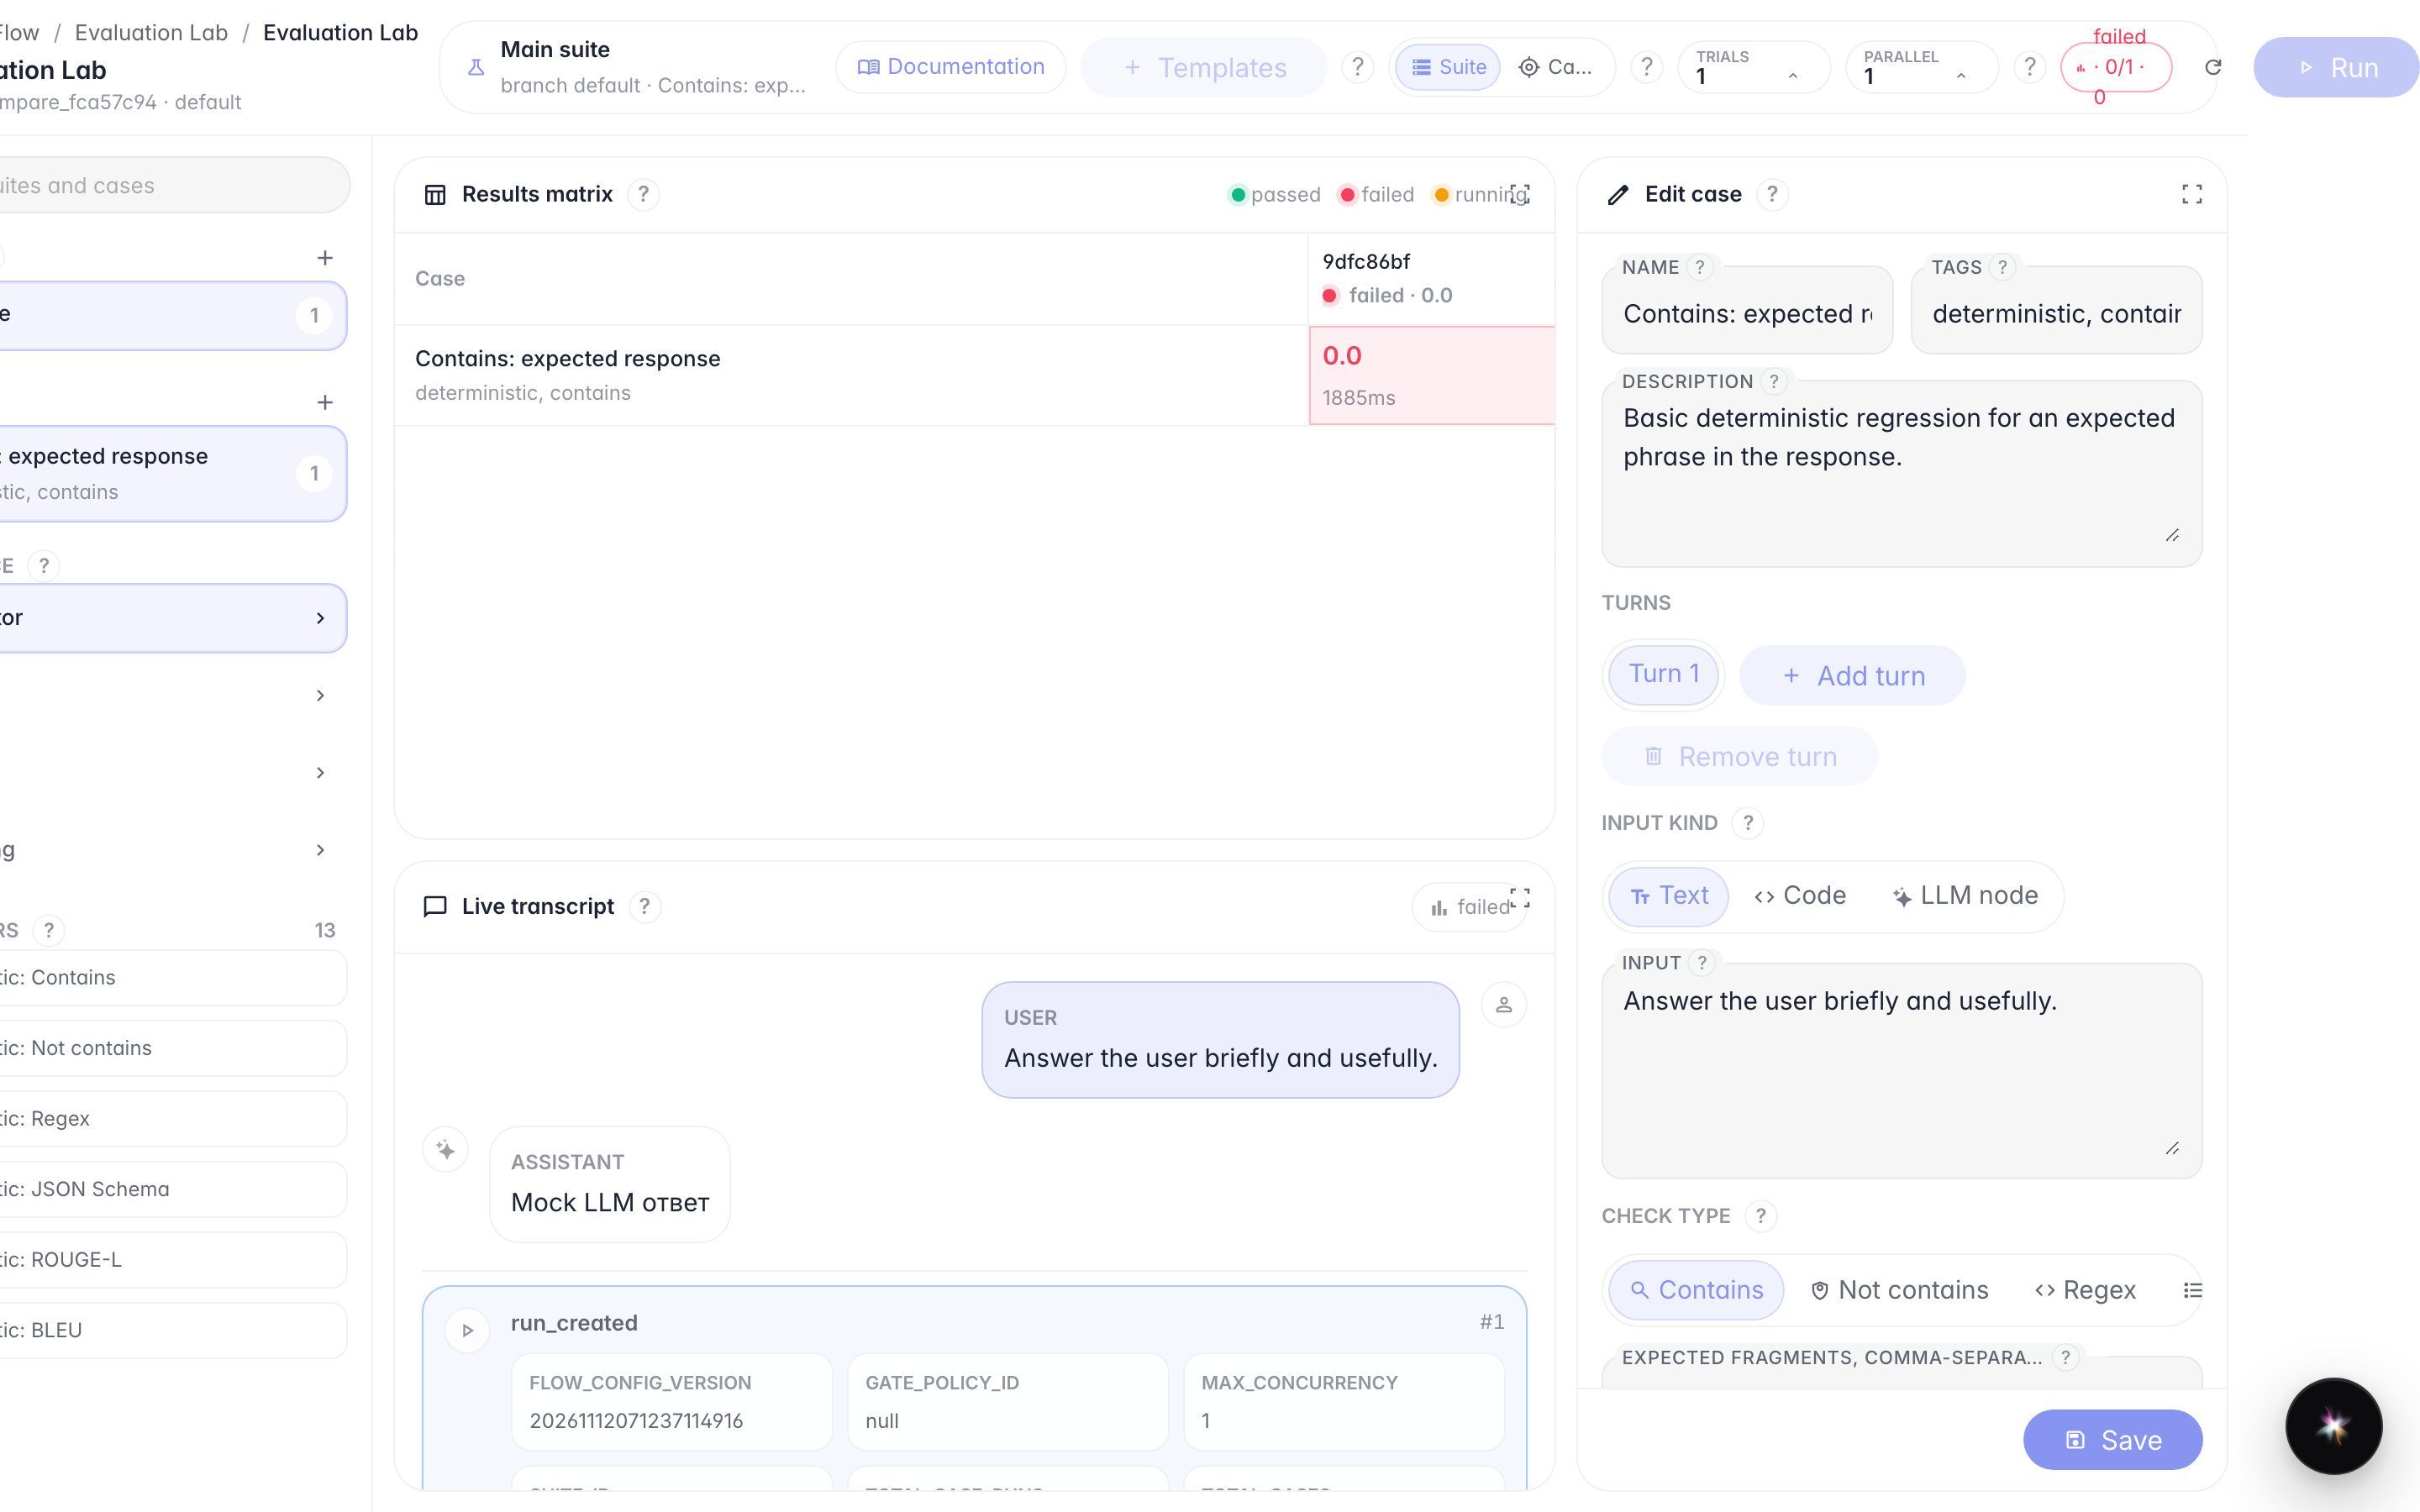 Flow / Evaluation Lab / Evaluation Lab
ation Lab
mpare_fca57c94 · default
Main suite
branch default · Contains: exp...
Documentation
+ Templates
?
Suite
Ca...
?
TRIALS
1
PARALLEL
1
?
failed
· 0/1 ·
0
Run
uites and cases
+
e
1
+
: expected response
stic, contains
1
CE ?
tor
g
RS ?
13
tic: Contains
tic: Not contains
tic: Regex
tic: JSON Schema
tic: ROUGE-L
tic: BLEU
Results matrix ?
passed failed running
Case
9dfc86bf
failed · 0.0
Contains: expected response
deterministic, contains
0.0
1885ms
Live transcript ?
failed
USER
Answer the user briefly and usefully.
ASSISTANT
Mock LLM ответ
run_created
#1
FLOW_CONFIG_VERSION
20261112071237114916
GATE_POLICY_ID
null
MAX_CONCURRENCY
1
SUITE_ID
TOTAL_CASE_RUNS
TOTAL_CASES
Edit case ?
NAME ?
Contains: expected r
TAGS ?
deterministic, contair
DESCRIPTION ?
Basic deterministic regression for an expected
phrase in the response.
TURNS
Turn 1
+ Add turn
Remove turn
INPUT KIND ?
Text
Code
LLM node
INPUT ?
Answer the user briefly and usefully.
CHECK TYPE ?
Contains
Not contains
Regex
EXPECTED FRAGMENTS, COMMA-SEPARA... ?
Save